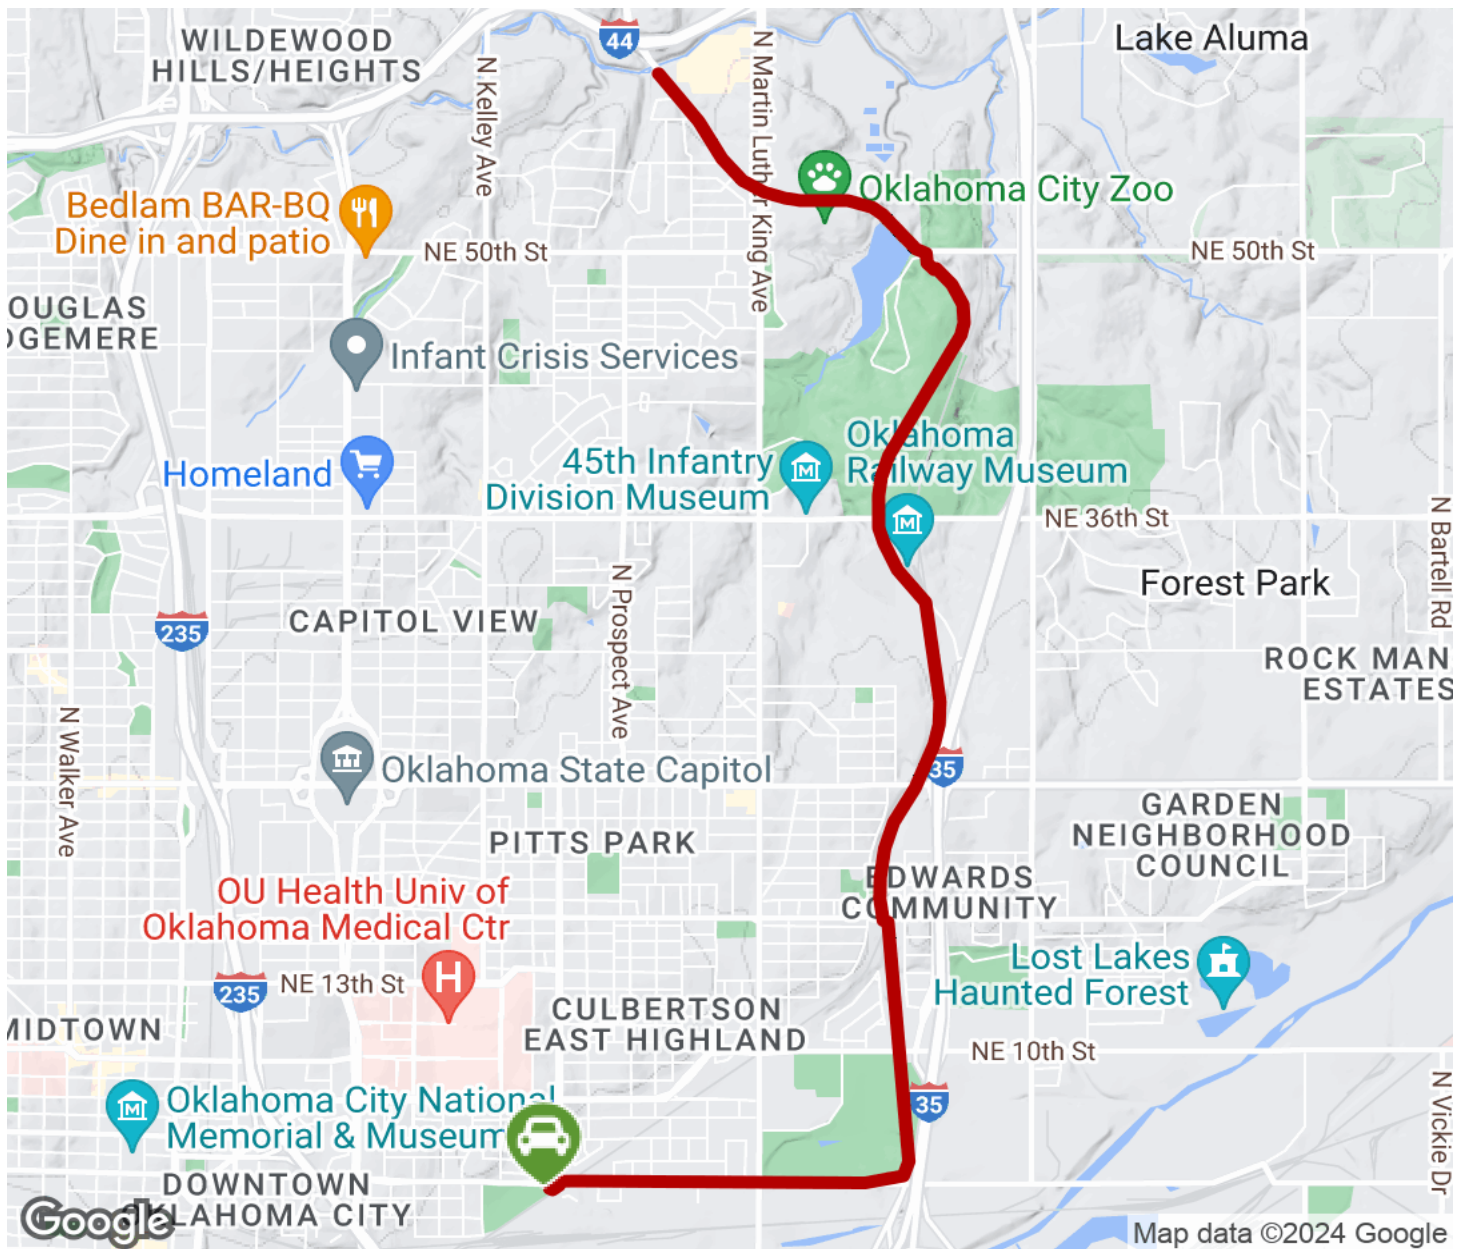 WILDEWOOD
HILLS/HEIGHTS
44
Lake Aluma
N Kelley Ave
N Martin Luther King Ave
Oklahoma City Zoo
Bedlam BAR-BQ
Dine in and patio
NE 50th St
NE 50th St
OUGLAS
DGEMERE
Infant Crisis Services
Homeland
45th Infantry
Division Museum
Oklahoma
Railway Museum
NE 36th St
N Bartell Rd
N Prospect Ave
Forest Park
235
CAPITOL VIEW
ROCK MAN
ESTATES
N Walker Ave
Oklahoma State Capitol
35
PITTS PARK
GARDEN
NEIGHBORHOOD
COUNCIL
OU Health Univ of
Oklahoma Medical Ctr
EDWARDS
COMMUNITY
H
NE 13th St
235
Lost Lakes
Haunted Forest
MIDTOWN
CULBERTSON
EAST HIGHLAND
NE 10th St
N Vickie Dr
M
Oklahoma City National
Memorial & Museum
35
DOWNTOWN
OKLAHOMA CITY
Google
Map data ©2024 Google